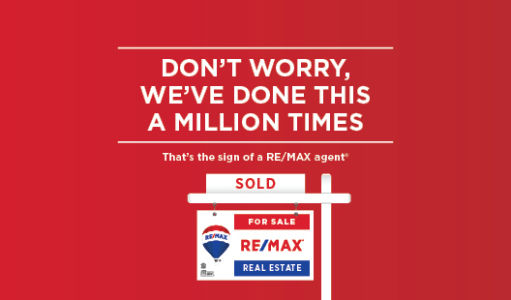 DON'T WORRY,
WE'VE DONE THIS
A MILLION TIMES
That's the sign of a RE/MAX agent®
SOLD
FOR SALE
RE/MAX
RE/MAX
REAL ESTATE